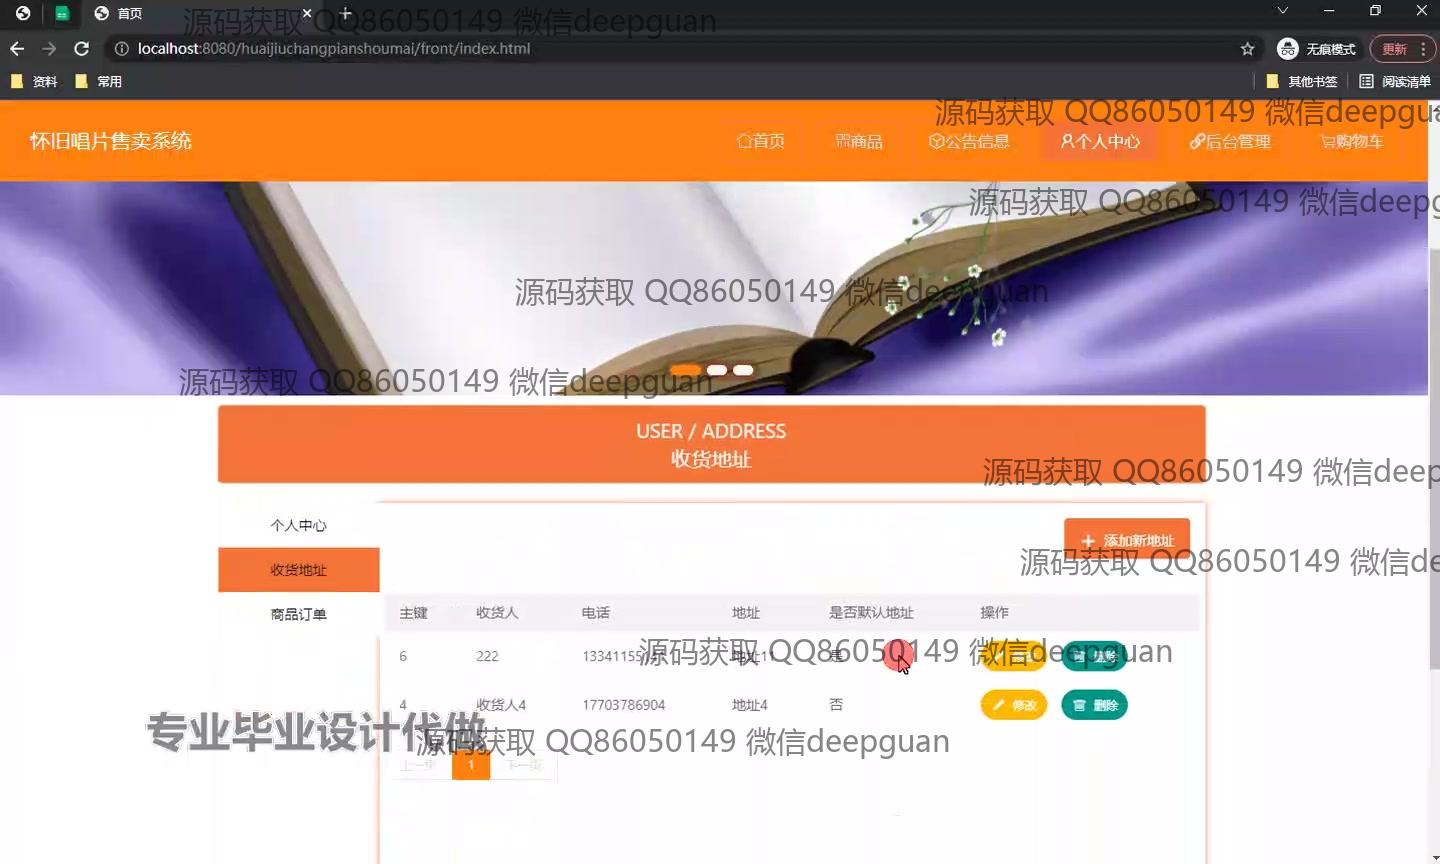 首页
localhost:8080/huaijiuchangpianshoumai/front/index.html
无痕模式
更新
资料
常用
其他书签
阅读清单
源码获取 QQ86050149 微信deepguan
源码获取 QQ86050149 微信deepgua
怀旧唱片售卖系统
首页
商品
公告信息
个人中心
后台管理
购物车
源码获取 QQ86050149 微信deepg
源码获取 QQ86050149 微信deepguan
源码获取 QQ86050149 微信deepguan
USER / ADDRESS
收货地址
源码获取 QQ86050149 微信deep
个人中心
收货地址
商品订单
添加新地址
源码获取 QQ86050149 微信de
主键 收货人 电话 地址 是否默认地址 操作
6 222 地址11 是
源码获取 QQ86050149 微信deepguan
4 收货人4 17703786904 地址4 否 修改 删除
专业毕业设计代做
源码获取 QQ86050149 微信deepguan
上一页 1 下一页